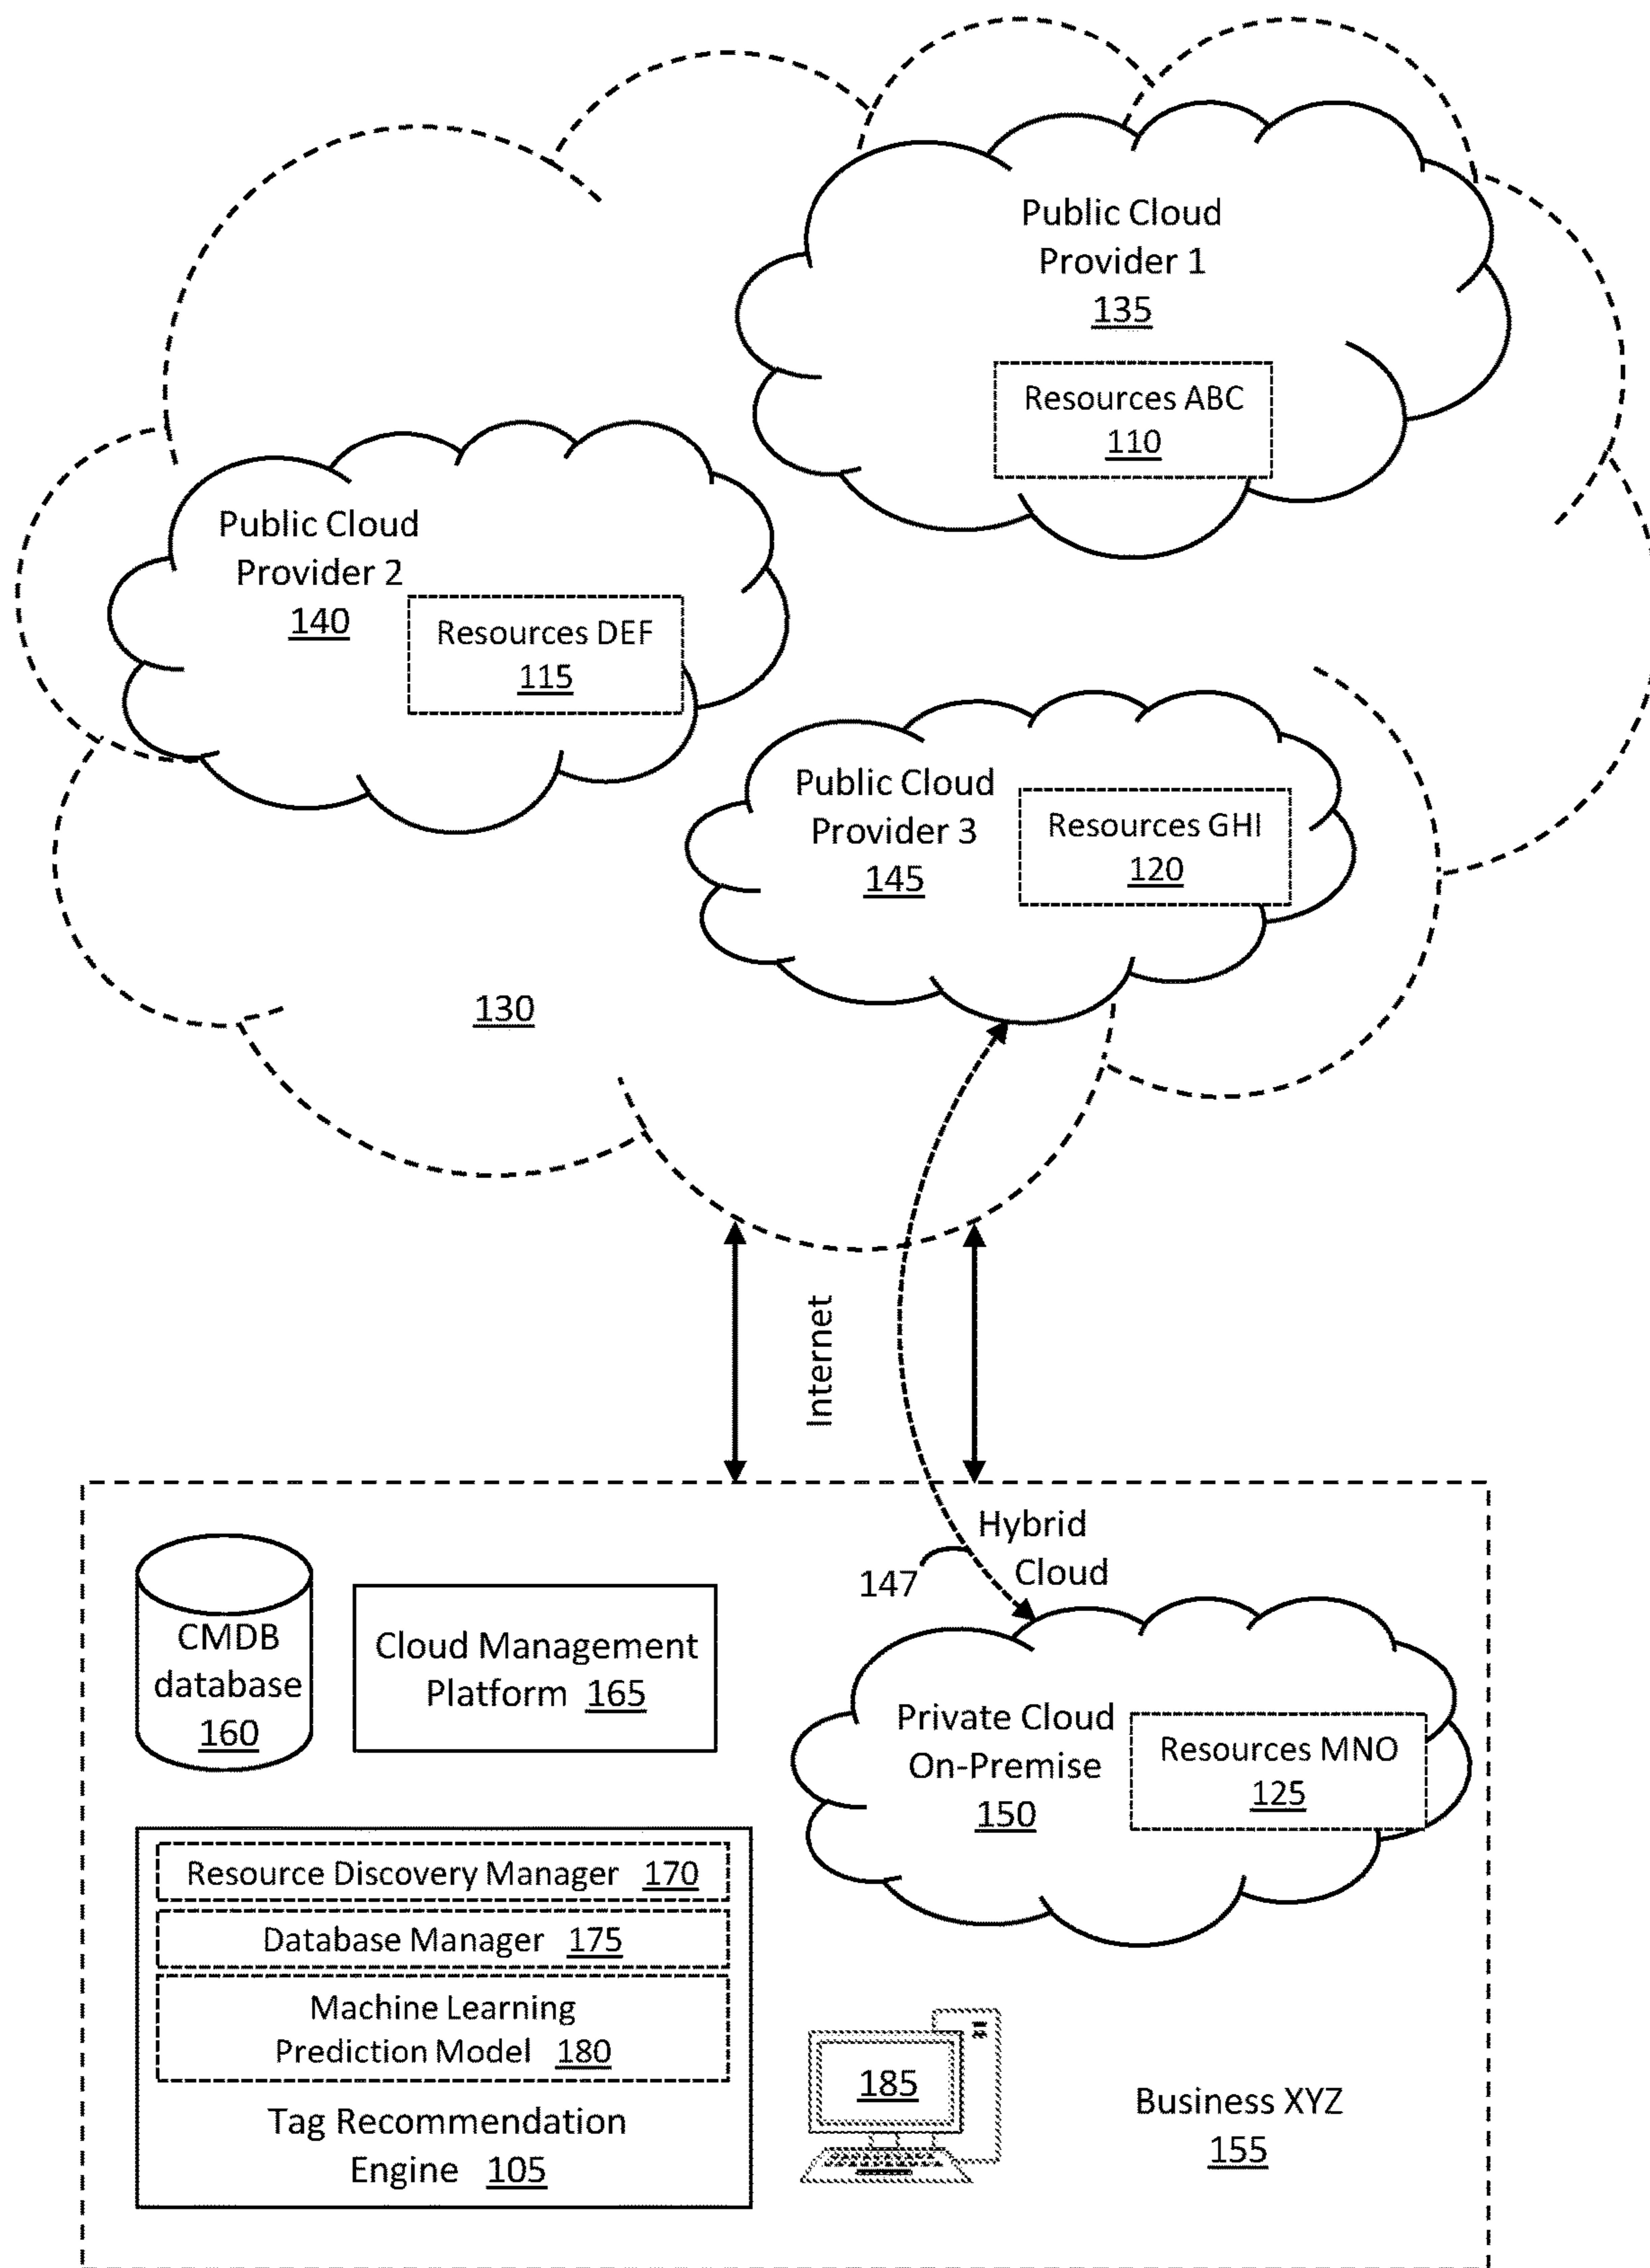 Public Cloud
Provider 1
135
Resources ABC
110
Public Cloud
Provider 2
140
Resources DEF
115
Public Cloud
Provider 3
145
Resources GHI
120
130
Internet
Hybrid
Cloud
147
CMDB
database
160
Cloud Management
Platform 165
Private Cloud
On-Premise
150
Resources MNO
125
Resource Discovery Manager 170
Database Manager 175
Machine Learning
Prediction Model 180
Tag Recommendation
Engine 105
185
Business XYZ
155